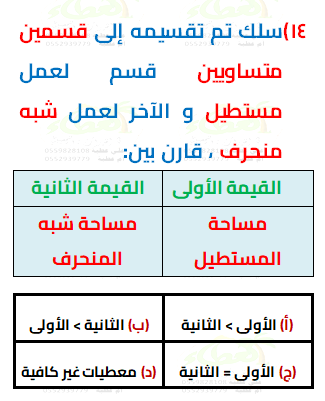 ١٤)سلك تم تقسيمه إلى قسمين
متساويين قسم لعمل
مستطيل و الآخر لعمل شبه
منحرف ، قارن بين:
القيمة الأولى القيمة الثانية
مساحة المستطيل مساحة شبه المنحرف
(أ) الأولى > الثانية (ب) الثانية > الأولى
(ج) الأولى = الثانية (د) معطيات غير كافية